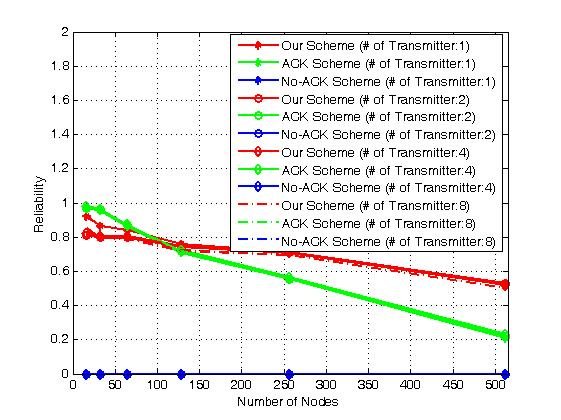 2
1.8
1.6
1.4
1.2
1
0.8
0.6
0.4
0.2
0
Reliability
Our Scheme (# of Transmitter:1)
ACK Scheme (# of Transmitter:1)
No-ACK Scheme (# of Transmitter:1)
Our Scheme (# of Transmitter:2)
ACK Scheme (# of Transmitter:2)
No-ACK Scheme (# of Transmitter:2)
Our Scheme (# of Transmitter:4)
ACK Scheme (# of Transmitter:4)
No-ACK Scheme (# of Transmitter:4)
Our Scheme (# of Transmitter:8)
ACK Scheme (# of Transmitter:8)
No-ACK Scheme (# of Transmitter:8)
0 50 100 150 200 250 300 350 400 450 500
Number of Nodes